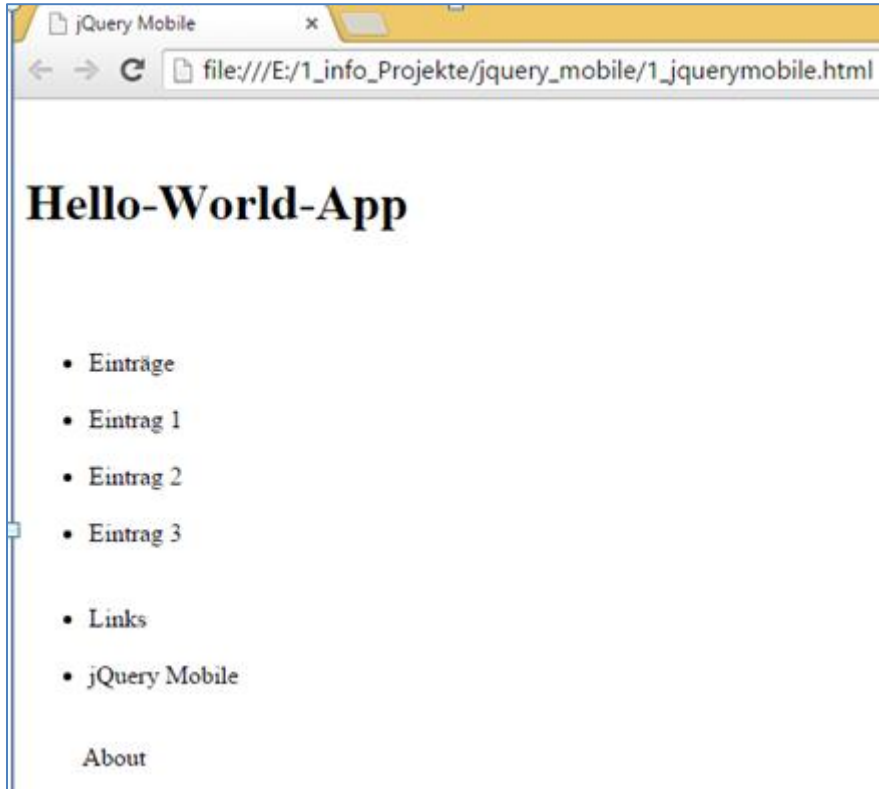 jQuery Mobile
file:///E:/1_info_Projekte/jquery_mobile/1_jquerymobile.html
Hello-World-App
Einträge
Eintrag 1
Eintrag 2
Eintrag 3
Links
jQuery Mobile
About